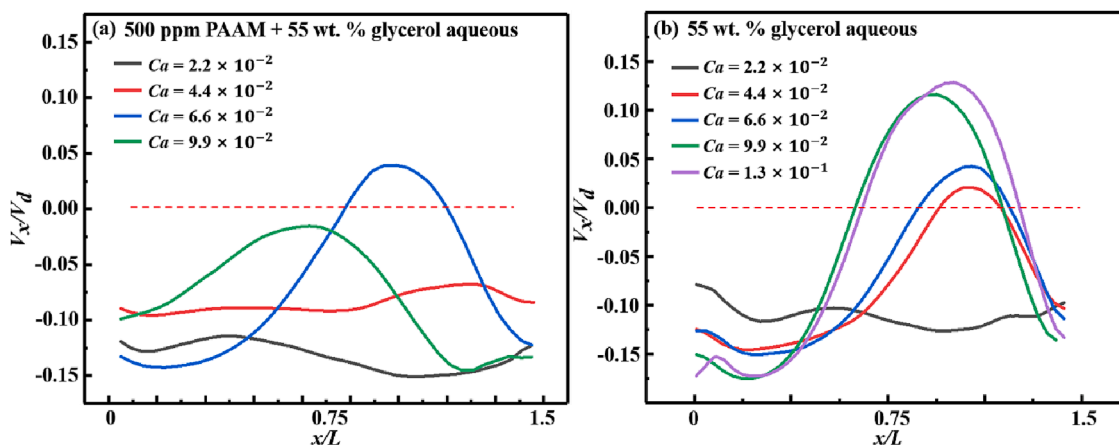 (a) 500 ppm PAAM + 55 wt. % glycerol aqueous
Ca = 2.2 × 10⁻²
Ca = 4.4 × 10⁻²
Ca = 6.6 × 10⁻²
Ca = 9.9 × 10⁻²
0.15
0.10
0.05
0.00
-0.05
-0.10
-0.15
Vx/Vd
0
0.75
1.5
x/L
(b) 55 wt. % glycerol aqueous
Ca = 2.2 × 10⁻²
Ca = 4.4 × 10⁻²
Ca = 6.6 × 10⁻²
Ca = 9.9 × 10⁻²
Ca = 1.3 × 10⁻¹
0.15
0.10
0.05
0.00
-0.05
-0.10
-0.15
Vx/Vd
0
0.75
1.5
x/L